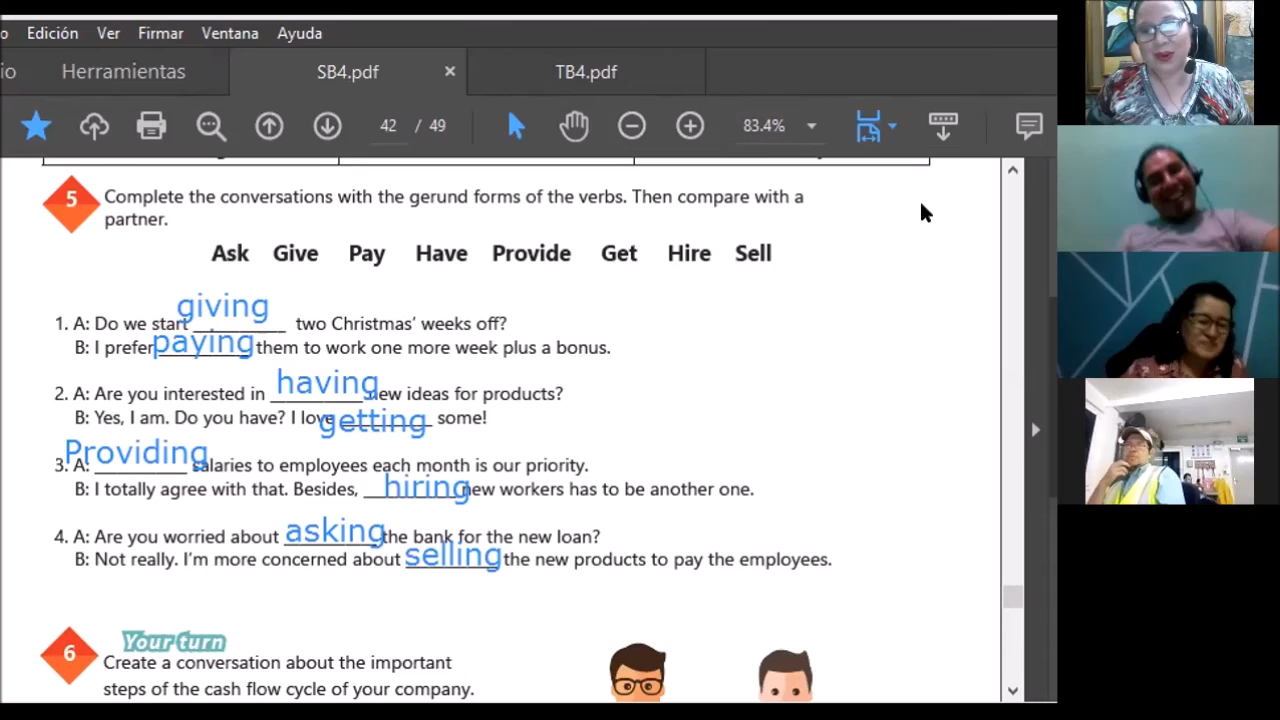 o Edición Ver Firmar Ventana Ayuda
io Herramientas SB4.pdf × TB4.pdf
42 / 49 83.4%
5 Complete the conversations with the gerund forms of the verbs. Then compare with a
partner.
Ask Give Pay Have Provide Get Hire Sell
giving
1. A: Do we start __________ two Christmas' weeks off?
paying
B: I prefer __________ them to work one more week plus a bonus.
having
2. A: Are you interested in __________ new ideas for products?
B: Yes, I am. Do you have? I love getting some!
Providing
3. A: __________ salaries to employees each month is our priority.
B: I totally agree with that. Besides, hiring new workers has to be another one.
4. A: Are you worried about asking the bank for the new loan?
B: Not really. I'm more concerned about selling the new products to pay the employees.
Your turn
6 Create a conversation about the important
steps of the cash flow cycle of your company.